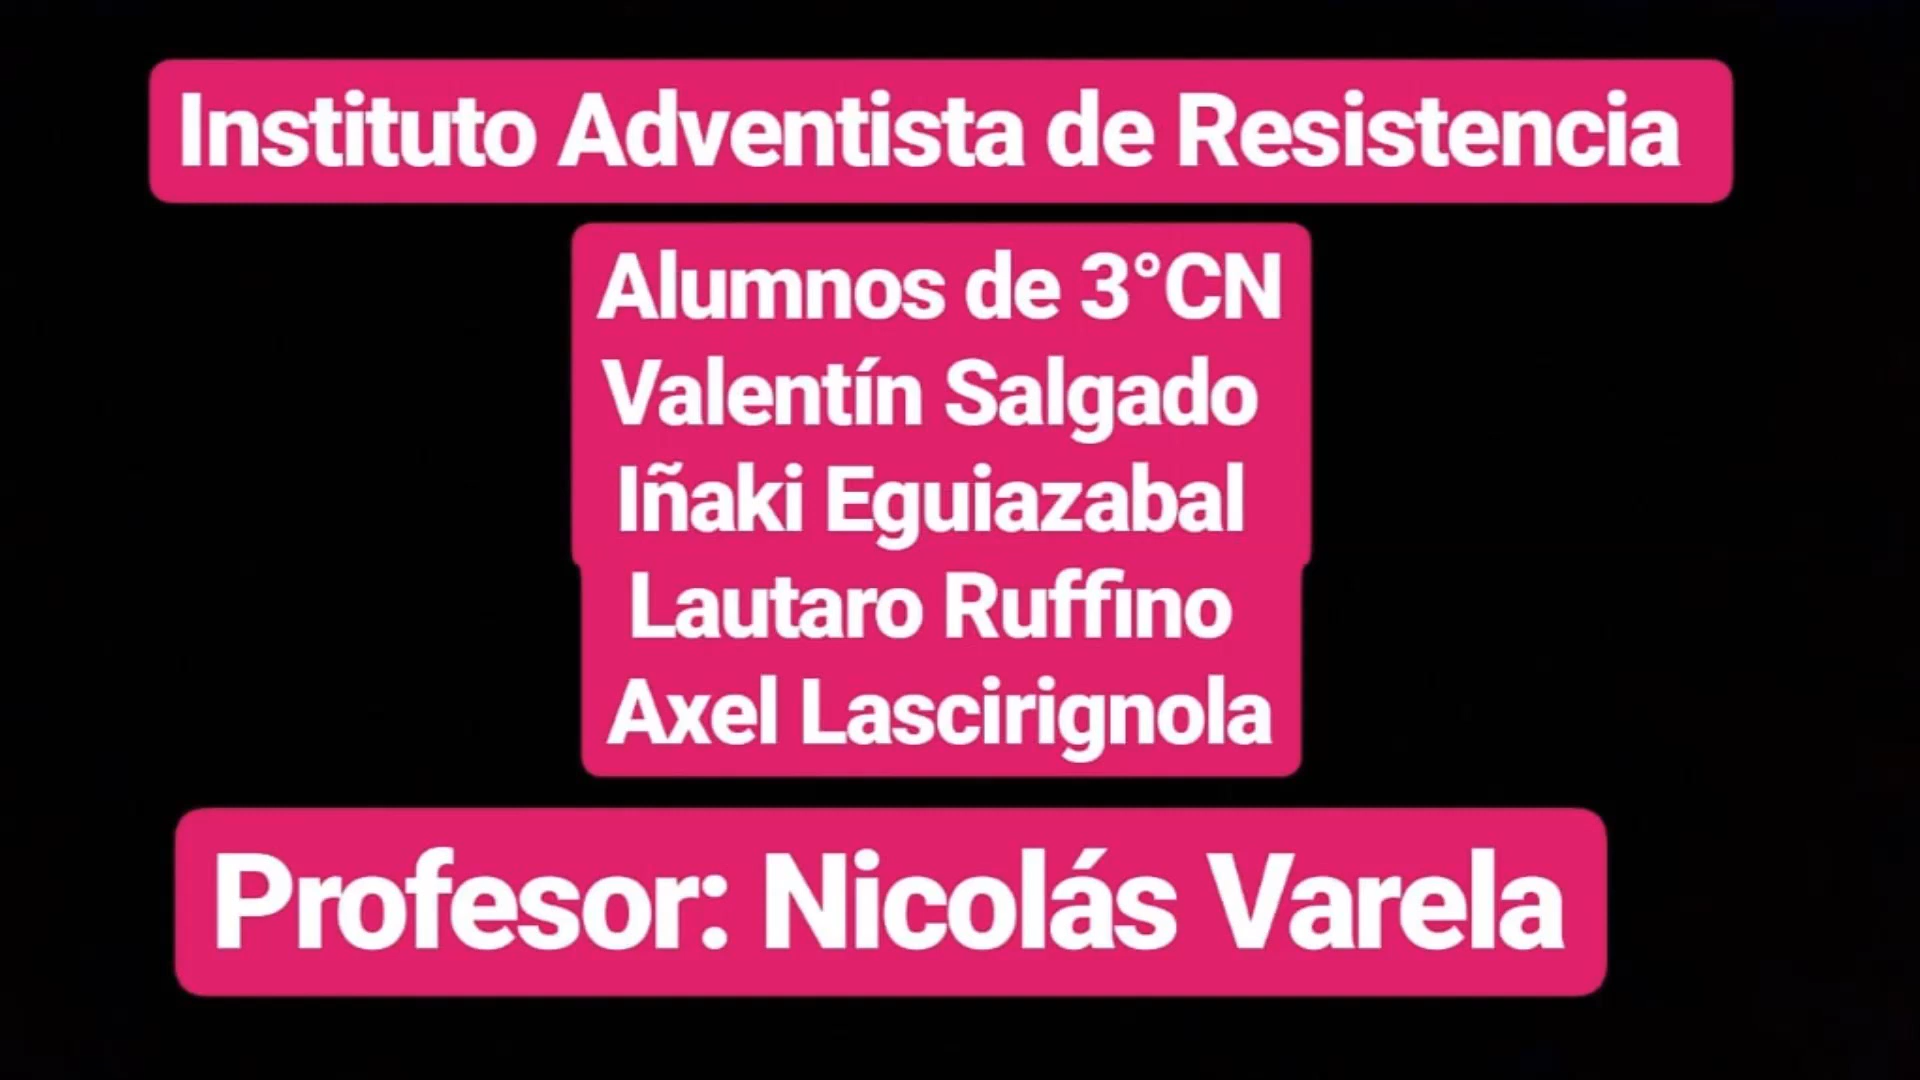 Instituto Adventista de Resistencia
Alumnos de 3°CN
Valentín Salgado
Iñaki Eguiazabal
Lautaro Ruffino
Axel Lascirignola
Profesor: Nicolás Varela